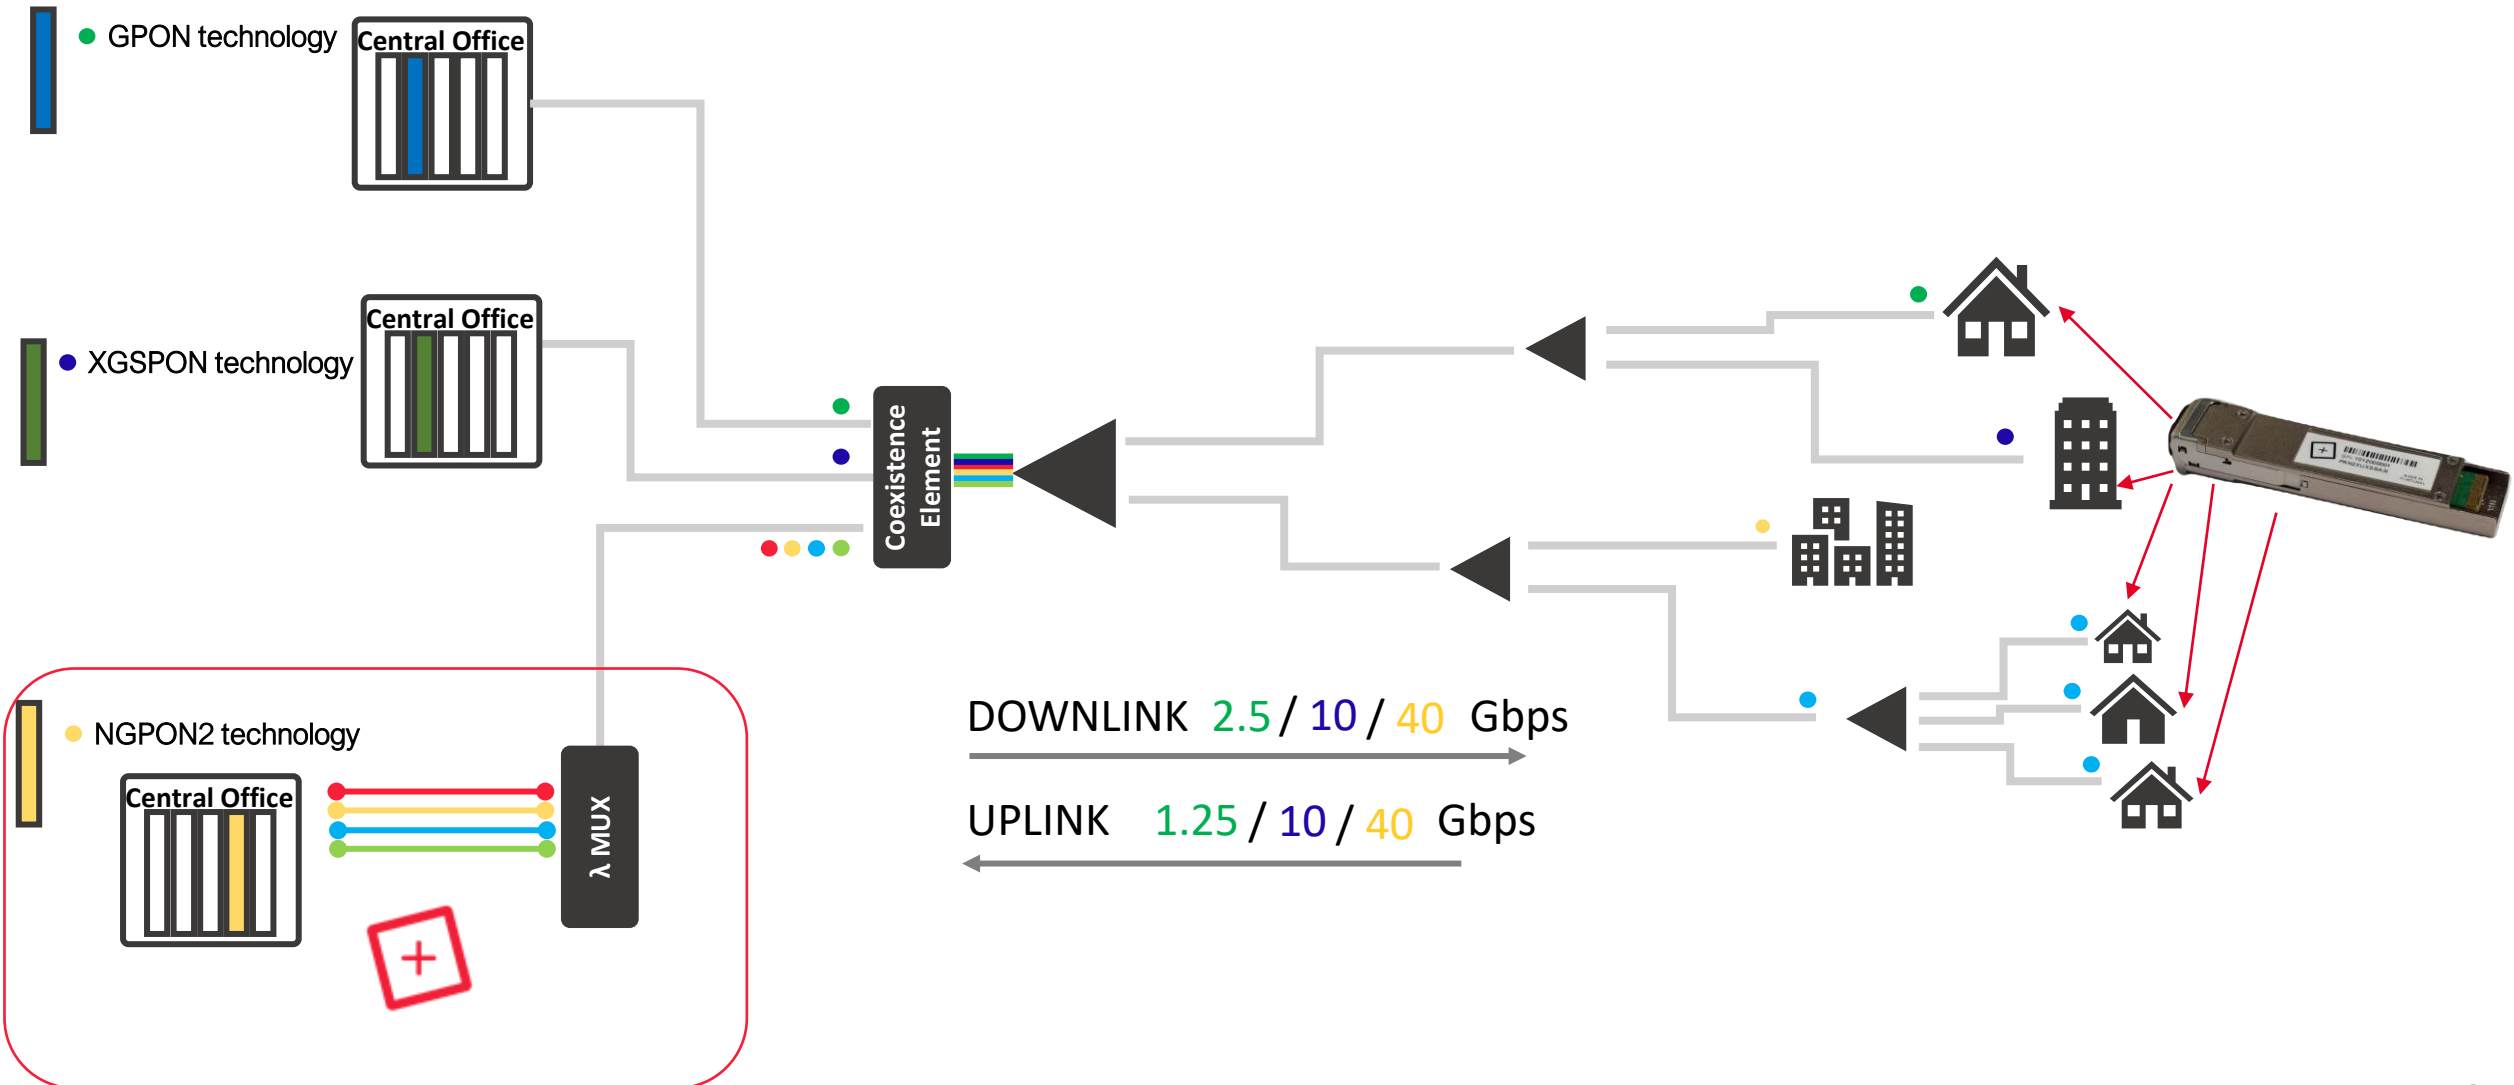 GPON technology
Central Office
XGSPON technology
Central Office
Coexistence
Element
NGPON2 technology
Central Office
λ MUX
DOWNLINK 2.5 / 10 / 40 Gbps
UPLINK 1.25 / 10 / 40 Gbps